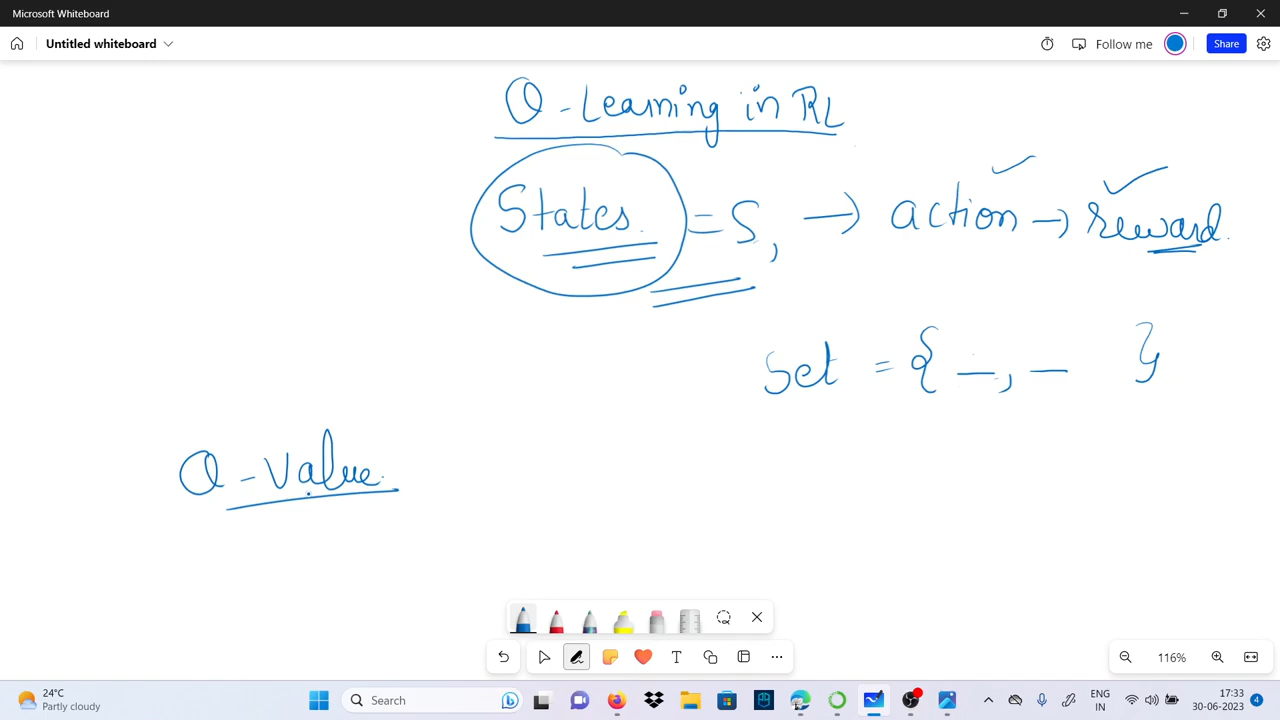 Microsoft Whiteboard
Untitled whiteboard
Follow me
Share
Q - Learning in RL
States = S, → action → reward.
Set = { _, _ }
Q - Value
116%
24°C
Partly cloudy
Search
ENG
IN
17:33
30-06-2023
4